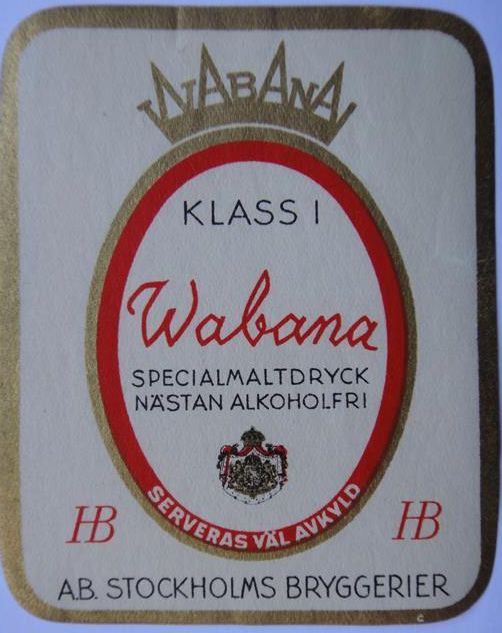 WABANA
KLASS I
Wabana
SPECIALMALTDRYCK
NÄSTAN ALKOHOLFRI
SERVERAS VÄL AVKYLD
HB
HB
A.B. STOCKHOLMS BRYGGERIER
C